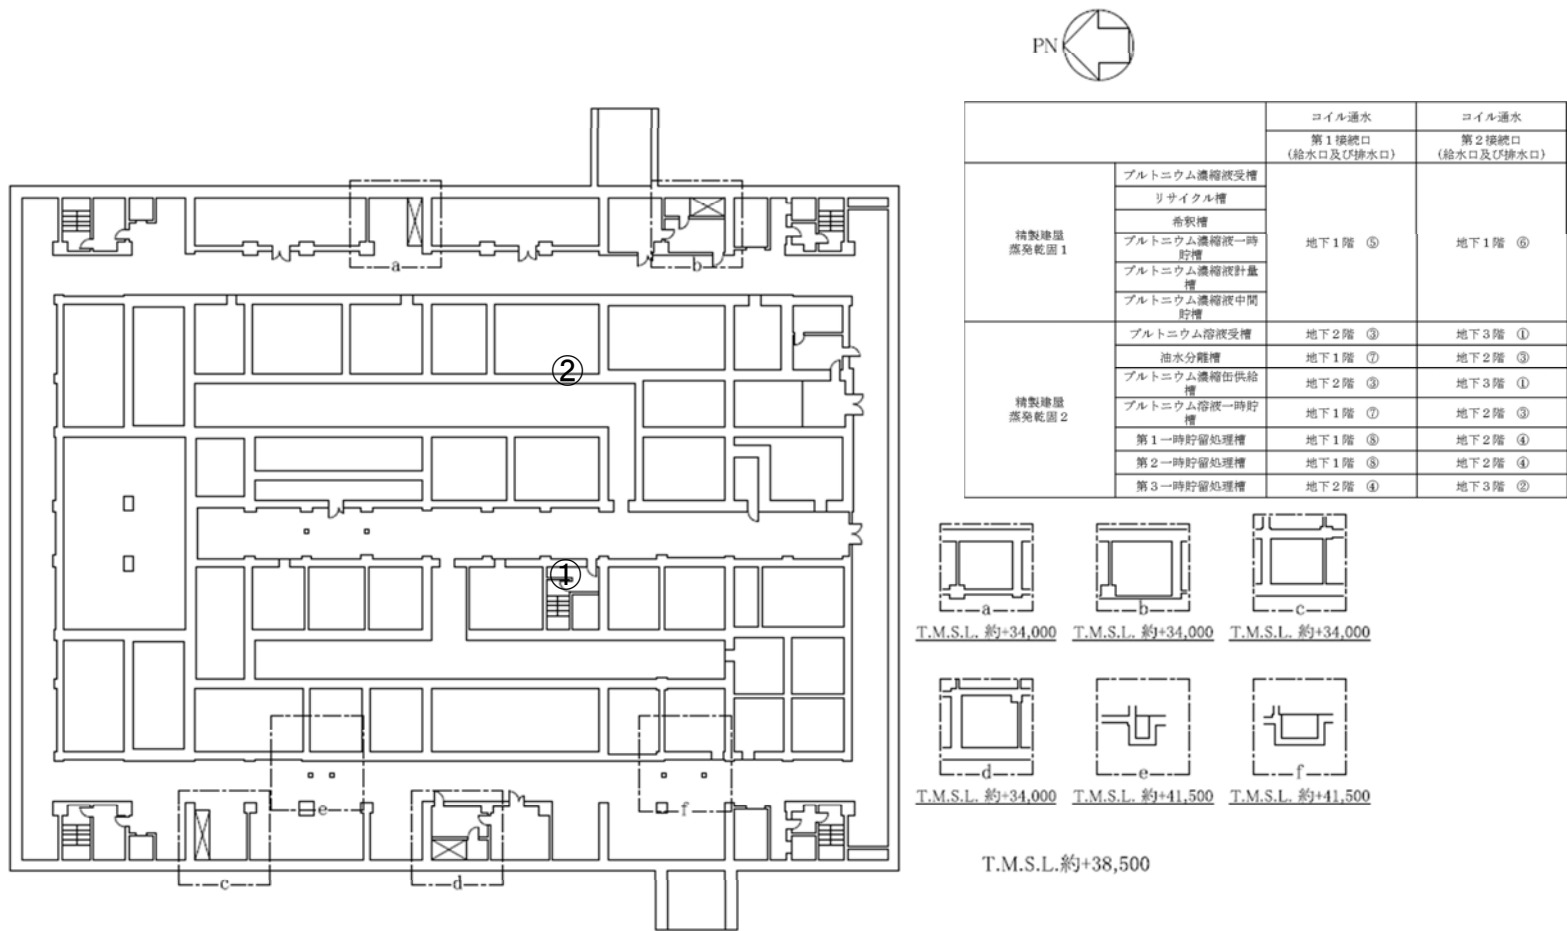 PN
コイル通水
コイル通水
第1接続口
(給水口及び排水口)
第2接続口
(給水口及び排水口)
精製建屋
蒸発乾固1
プルトニウム濃縮液受槽
リサイクル槽
希釈槽
プルトニウム濃縮液一時
貯槽
プルトニウム濃縮液計量
槽
プルトニウム濃縮液中間
貯槽
地下1階 ⑤
地下1階 ⑥
精製建屋
蒸発乾固2
プルトニウム溶液受槽
地下2階 ③
地下3階 ①
油水分離槽
地下1階 ⑦
地下2階 ③
プルトニウム濃縮缶供給
槽
地下2階 ③
地下3階 ①
プルトニウム溶液一時貯
槽
地下1階 ⑦
地下2階 ③
第1一時貯留処理槽
地下1階 ⑧
地下2階 ④
第2一時貯留処理槽
地下1階 ⑧
地下2階 ④
第3一時貯留処理槽
地下2階 ④
地下3階 ②
a
b
②
①
e
f
c
d
a
T.M.S.L. 約+34,000
b
T.M.S.L. 約+34,000
c
T.M.S.L. 約+34,000
d
T.M.S.L. 約+34,000
e
T.M.S.L. 約+41,500
f
T.M.S.L. 約+41,500
T.M.S.L.約+38,500